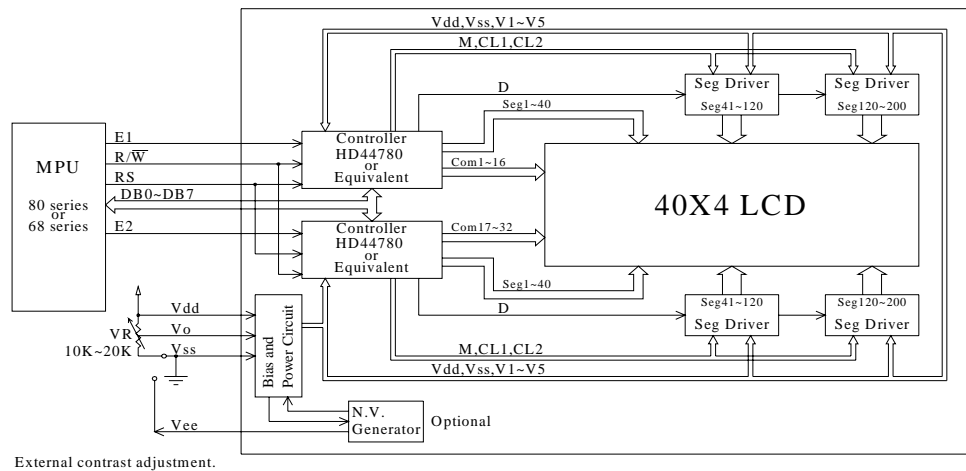 Vdd,Vss,V1~V5
M,CL1,CL2
D
Seg1~40
Seg Driver
Seg41~120
Seg Driver
Seg120~200
MPU
80 series
or
68 series
E1
R/W̅
RS
DB0~DB7
E2
Controller
HD44780
or
Equivalent
Com1~16
40X4 LCD
Controller
HD44780
or
Equivalent
Com17~32
Seg1~40
D
Seg41~120
Seg Driver
Seg120~200
Seg Driver
M,CL1,CL2
Vdd,Vss,V1~V5
Vdd
VR
Vo
10K~20K
Vss
Bias and
Power Circuit
Vee
N.V.
Generator
Optional
External contrast adjustment.